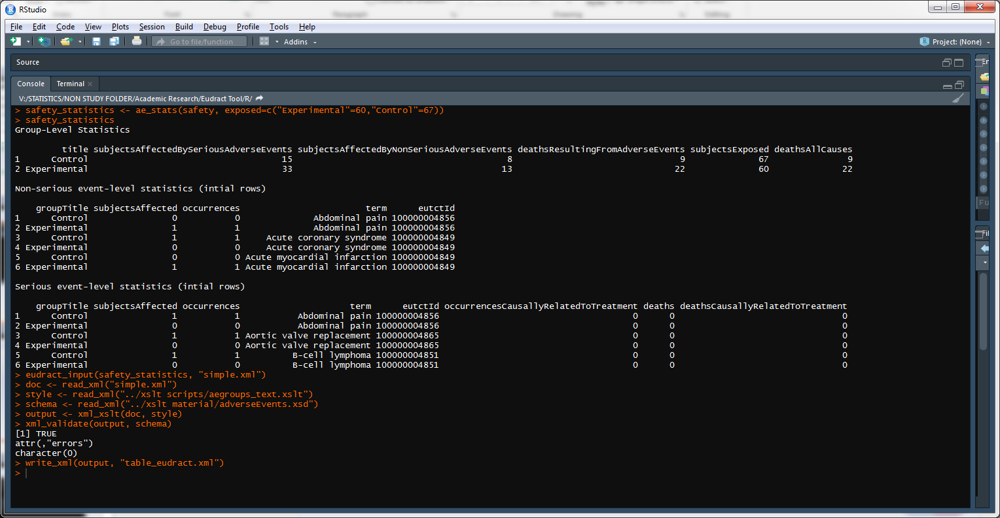 RStudio
File Edit Code View Plots Session Build Debug Profile Tools Help
Go to file/function Addins Project: (None)
Source
Console Terminal
V:/STATISTICS/NON STUDY FOLDER/Academic Research/Eudract Tool/R/
> safety_statistics <- ae_stats(safety, exposed=c("Experimental"=60,"Control"=67))
> safety_statistics
Group-Level Statistics
title subjectsAffectedBySeriousAdverseEvents subjectsAffectedByNonSeriousAdverseEvents deathsResultingFromAdverseEvents subjectsExposed deathsAllCauses
1 Control 15 8 9 67 9
2 Experimental 33 13 22 60 22
Non-serious event-level statistics (intial rows)
groupTitle subjectsAffected occurrences term eutctId
1 Control 0 0 Abdominal pain 100000004856
2 Experimental 1 1 Abdominal pain 100000004856
3 Control 1 1 Acute coronary syndrome 100000004849
4 Experimental 0 0 Acute coronary syndrome 100000004849
5 Control 0 0 Acute myocardial infarction 100000004849
6 Experimental 1 1 Acute myocardial infarction 100000004849
Serious event-level statistics (intial rows)
groupTitle subjectsAffected occurrences term eutctId occurrencesCausallyRelatedToTreatment deaths deathsCausallyRelatedToTreatment
1 Control 1 1 Abdominal pain 100000004856 0 0 0
2 Experimental 0 0 Abdominal pain 100000004856 0 0 0
3 Control 1 1 Aortic valve replacement 100000004865 0 0 0
4 Experimental 0 0 Aortic valve replacement 100000004865 0 0 0
5 Control 1 1 B-cell lymphoma 100000004851 0 0 0
6 Experimental 0 0 B-cell lymphoma 100000004851 0 0 0
> eudract_input(safety_statistics, "simple.xml")
> doc <- read_xml("simple.xml")
> style <- read_xml("../xslt scripts/aegroups_text.xslt")
> schema <- read_xml("../xslt material/adverseEvents.xsd")
> output <- xml_xslt(doc, style)
> xml_validate(output, schema)
[1] TRUE
attr(,"errors")
character(0)
> write_xml(output, "table_eudract.xml")
>